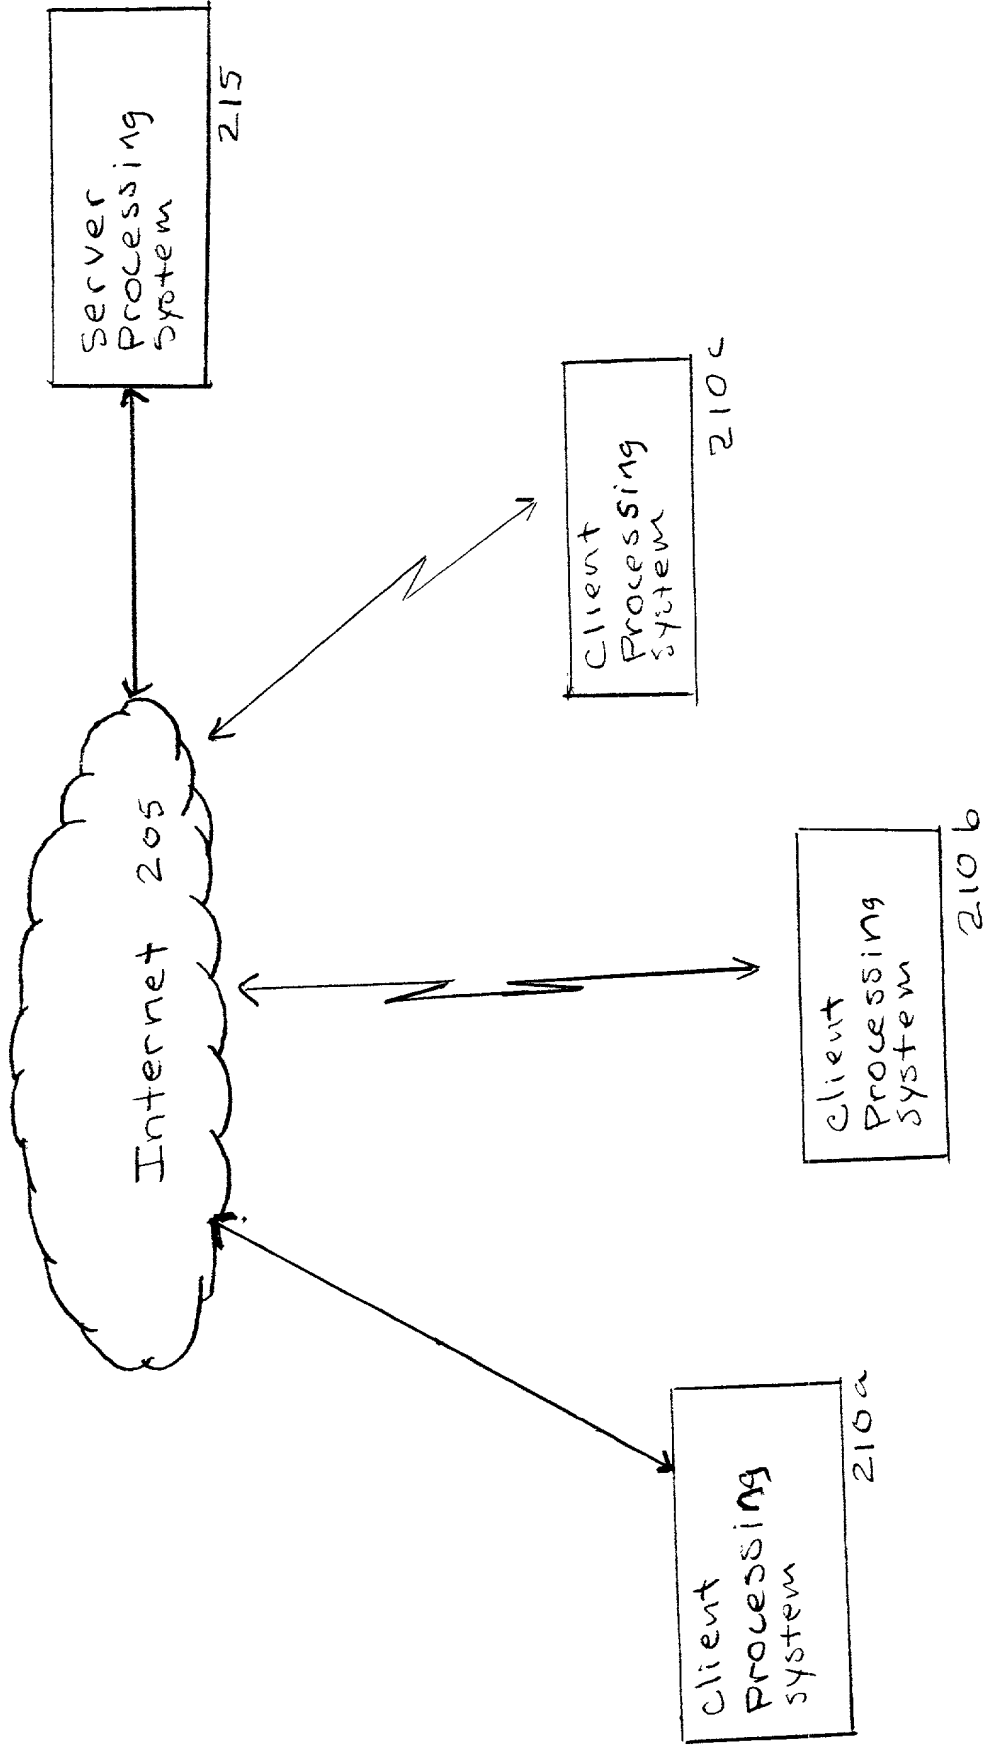 Internet 205
Server
Processing
System
215
Client
Processing
System
210a
Client
Processing
System
210b
Client
Processing
System
210c